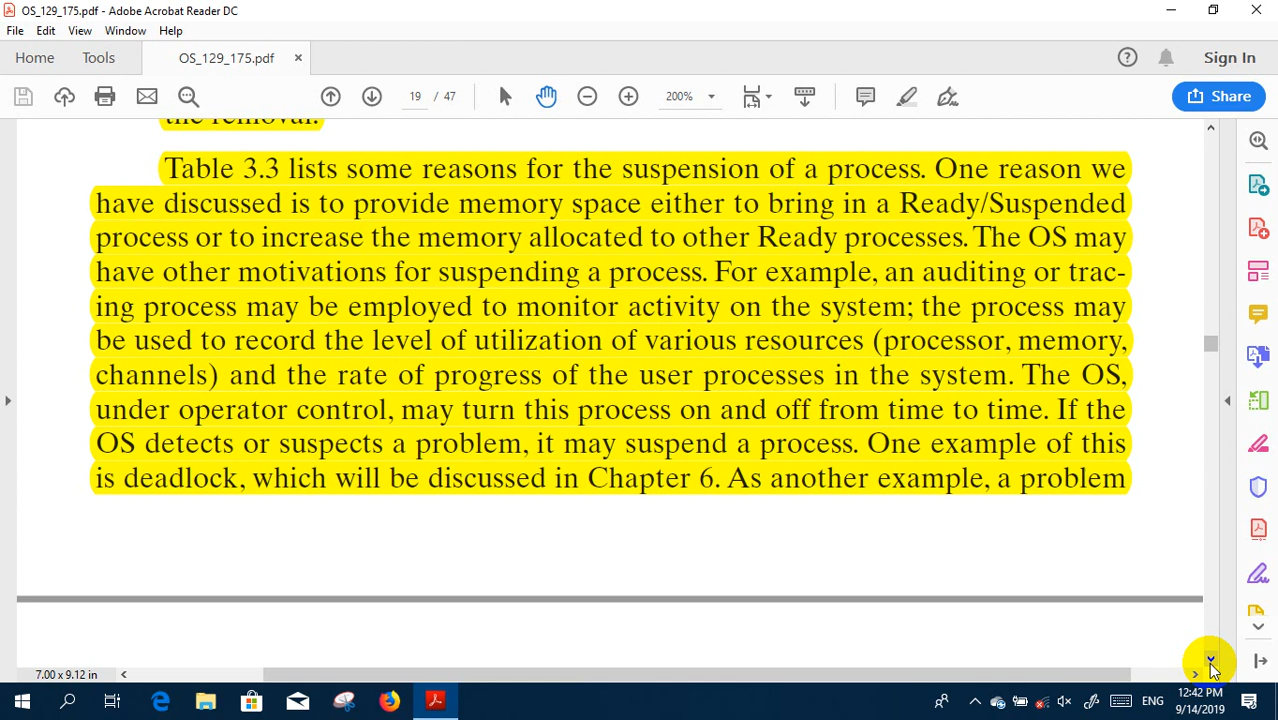 OS_129_175.pdf - Adobe Acrobat Reader DC
File Edit View Window Help
Home Tools OS_129_175.pdf × Sign In
19 / 47 200% Share
the removal.
Table 3.3 lists some reasons for the suspension of a process. One reason we
have discussed is to provide memory space either to bring in a Ready/Suspended
process or to increase the memory allocated to other Ready processes. The OS may
have other motivations for suspending a process. For example, an auditing or trac-
ing process may be employed to monitor activity on the system; the process may
be used to record the level of utilization of various resources (processor, memory,
channels) and the rate of progress of the user processes in the system. The OS,
under operator control, may turn this process on and off from time to time. If the
OS detects or suspects a problem, it may suspend a process. One example of this
is deadlock, which will be discussed in Chapter 6. As another example, a problem
7.00 x 9.12 in
ENG
12:42 PM
9/14/2019